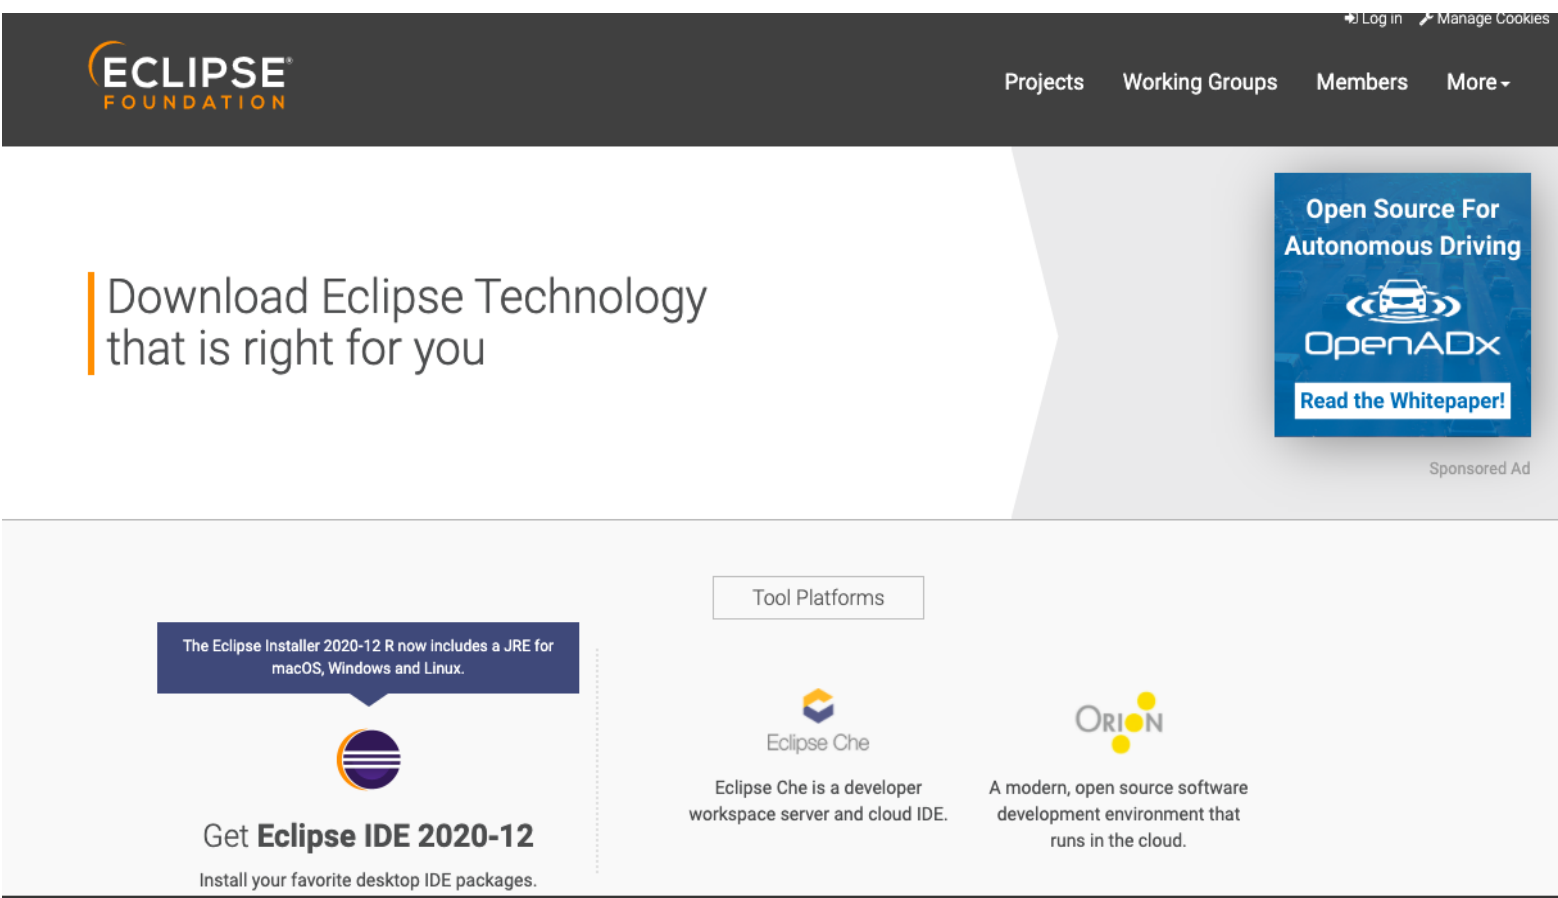 Log in Manage Cookies
ECLIPSE®
FOUNDATION
Projects Working Groups Members More
Open Source For
Autonomous Driving
OpenADx
Read the Whitepaper!
Sponsored Ad
Download Eclipse Technology
that is right for you
Tool Platforms
The Eclipse Installer 2020-12 R now includes a JRE for
macOS, Windows and Linux.
Get Eclipse IDE 2020-12
Install your favorite desktop IDE packages.
Eclipse Che
Eclipse Che is a developer
workspace server and cloud IDE.
ORION
A modern, open source software
development environment that
runs in the cloud.